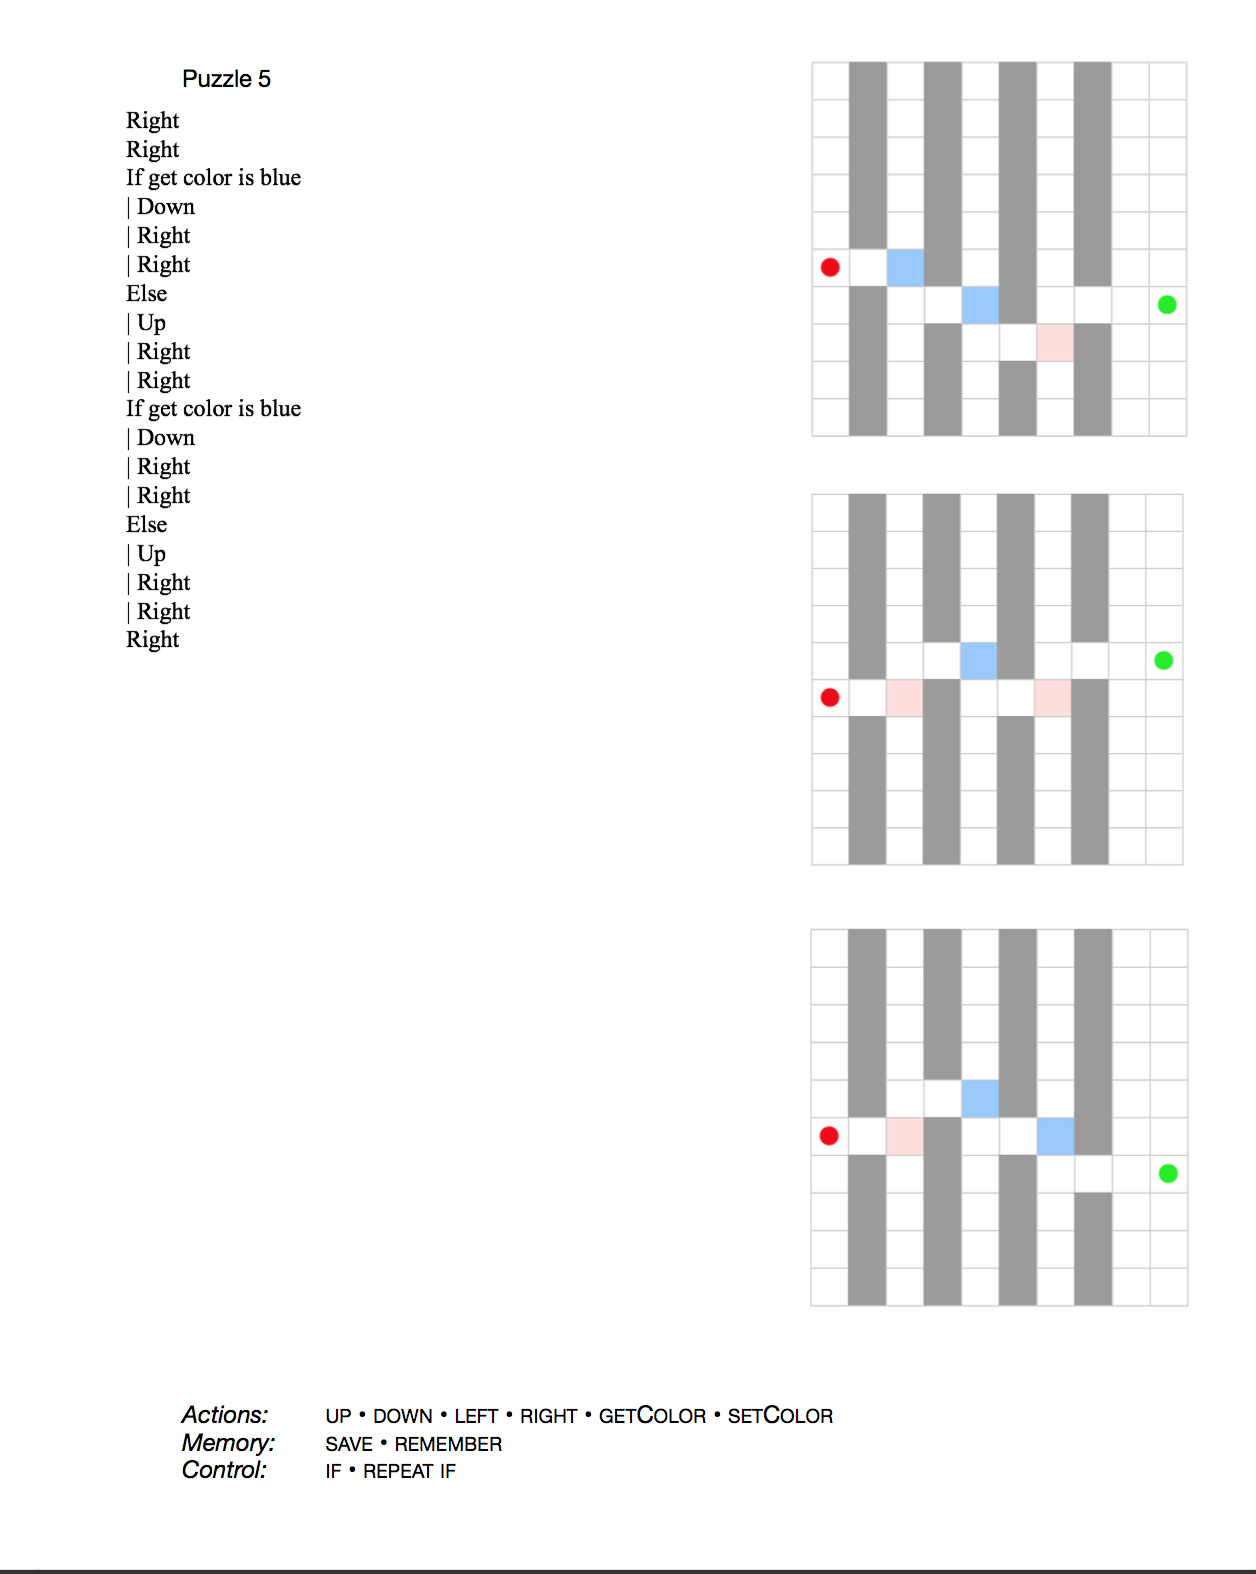 Puzzle 5
Right
Right
If get color is blue
| Down
| Right
| Right
Else
| Up
| Right
| Right
If get color is blue
| Down
| Right
| Right
Else
| Up
| Right
| Right
Right
Actions: UP • DOWN • LEFT • RIGHT • GETCOLOR • SETCOLOR
Memory: SAVE • REMEMBER
Control: IF • REPEAT IF